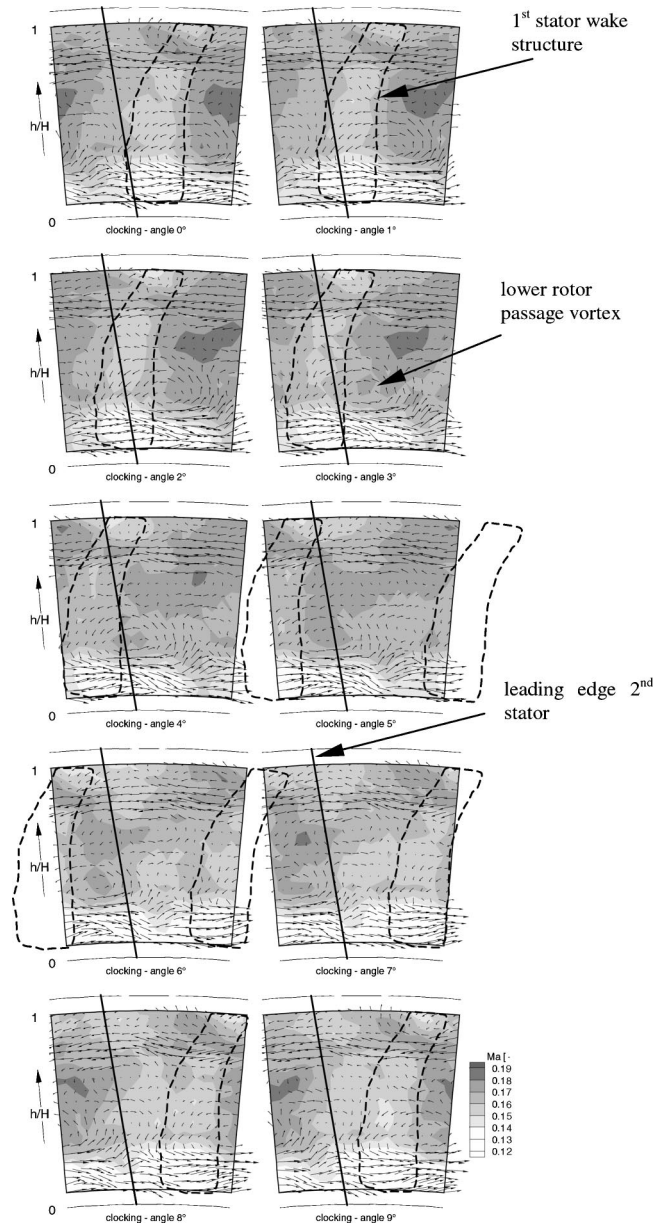 1st stator wake
structure
1
h/H
0
clocking - angle 0°
clocking - angle 1°
lower rotor
passage vortex
1
h/H
0
clocking - angle 2°
clocking - angle 3°
1
h/H
0
clocking - angle 4°
clocking - angle 5°
leading edge 2nd
stator
1
h/H
0
clocking - angle 6°
clocking - angle 7°
1
h/H
0
clocking - angle 8°
clocking - angle 9°
Ma [-
0.19
0.18
0.17
0.16
0.15
0.14
0.13
0.12